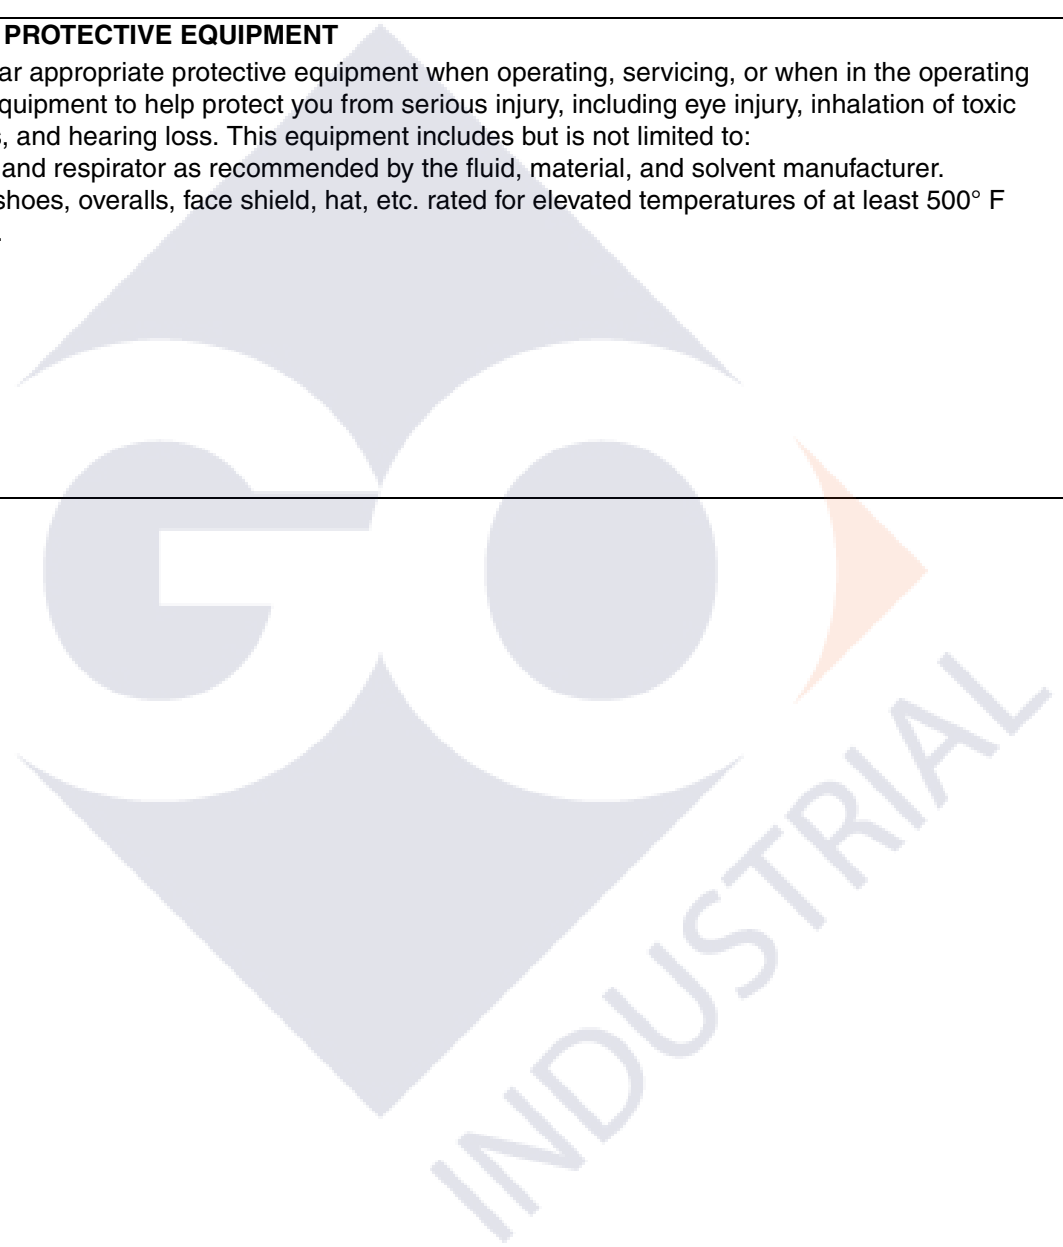 PROTECTIVE EQUIPMENT
ar appropriate protective equipment when operating, servicing, or when in the operating
quipment to help protect you from serious injury, including eye injury, inhalation of toxic
s, and hearing loss. This equipment includes but is not limited to:
and respirator as recommended by the fluid, material, and solvent manufacturer.
shoes, overalls, face shield, hat, etc. rated for elevated temperatures of at least 500° F
.
GO
INDUSTRIAL